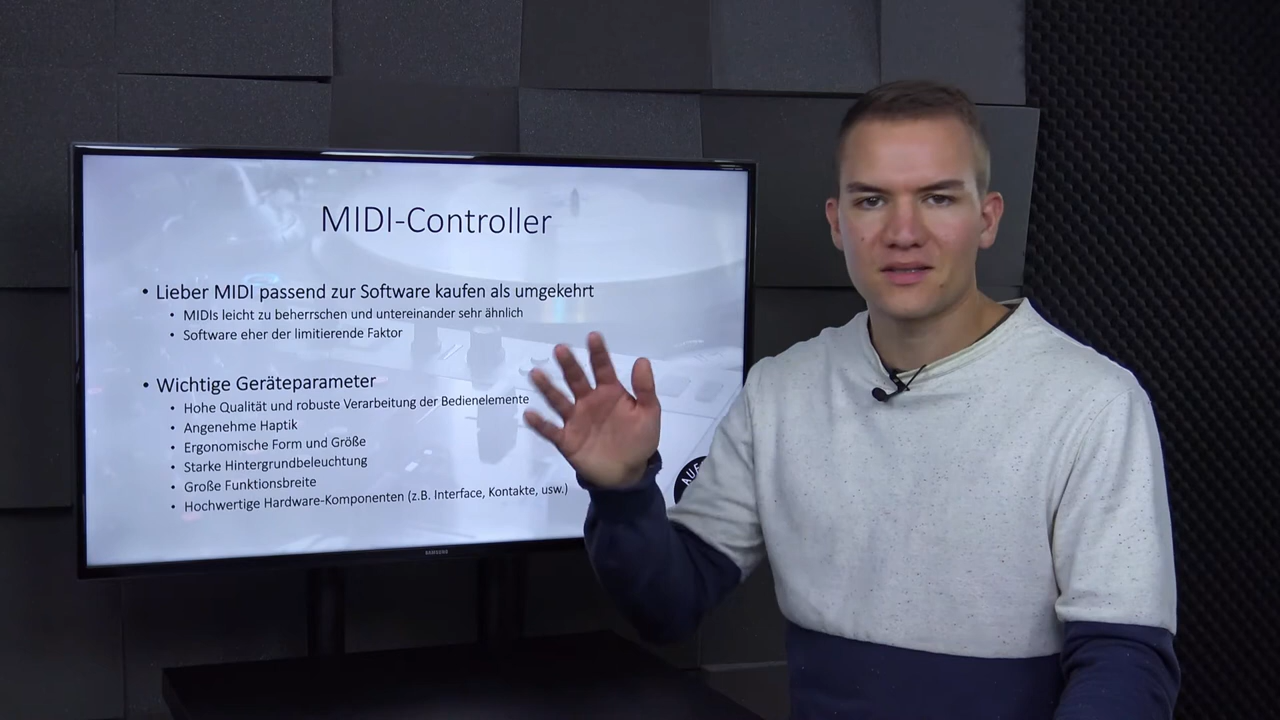 MIDI-Controller
• Lieber MIDI passend zur Software kaufen als umgekehrt
• MIDIs leicht zu beherrschen und untereinander sehr ähnlich
• Software eher der limitierende Faktor
• Wichtige Geräteparameter
• Hohe Qualität und robuste Verarbeitung der Bedienelemente
• Angenehme Haptik
• Ergonomische Form und Größe
• Starke Hintergrundbeleuchtung
• Große Funktionsbreite
• Hochwertige Hardware-Komponenten (z.B. Interface, Kontakte, usw.)
SAMSUNG